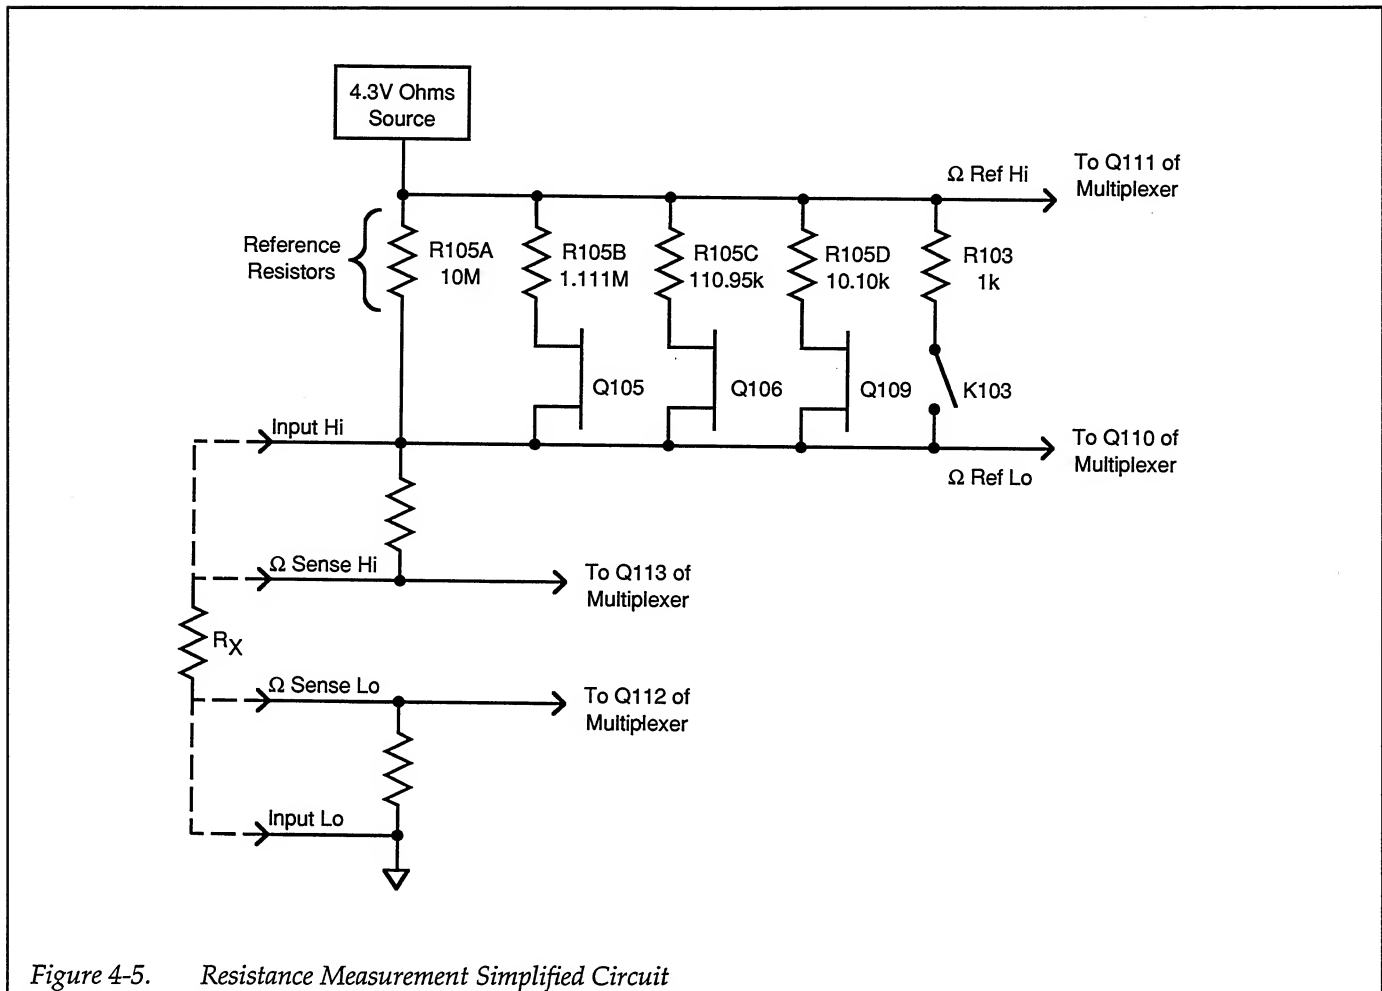 4.3V Ohms
Source
Ω Ref Hi
To Q111 of
Multiplexer
Reference
Resistors
R105A
10M
R105B
1.111M
R105C
110.95k
R105D
10.10k
R103
1k
Q105
Q106
Q109
K103
Input Hi
To Q110 of
Multiplexer
Ω Ref Lo
Ω Sense Hi
To Q113 of
Multiplexer
RX
Ω Sense Lo
To Q112 of
Multiplexer
Input Lo
Figure 4-5. Resistance Measurement Simplified Circuit